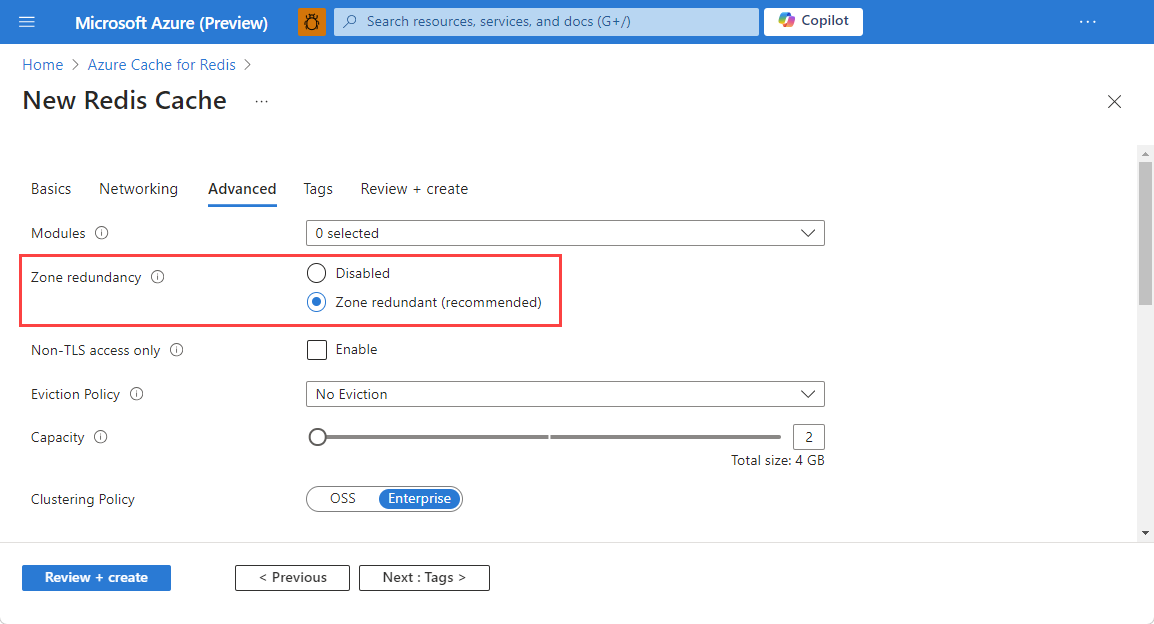 Microsoft Azure (Preview)
Search resources, services, and docs (G+/)
Copilot
...
Home > Azure Cache for Redis >
New Redis Cache ...
Basics Networking Advanced Tags Review + create
Modules 0 selected
Zone redundancy Disabled
Zone redundant (recommended)
Non-TLS access only Enable
Eviction Policy No Eviction
Capacity 2
Total size: 4 GB
Clustering Policy OSS Enterprise
Review + create < Previous Next : Tags >